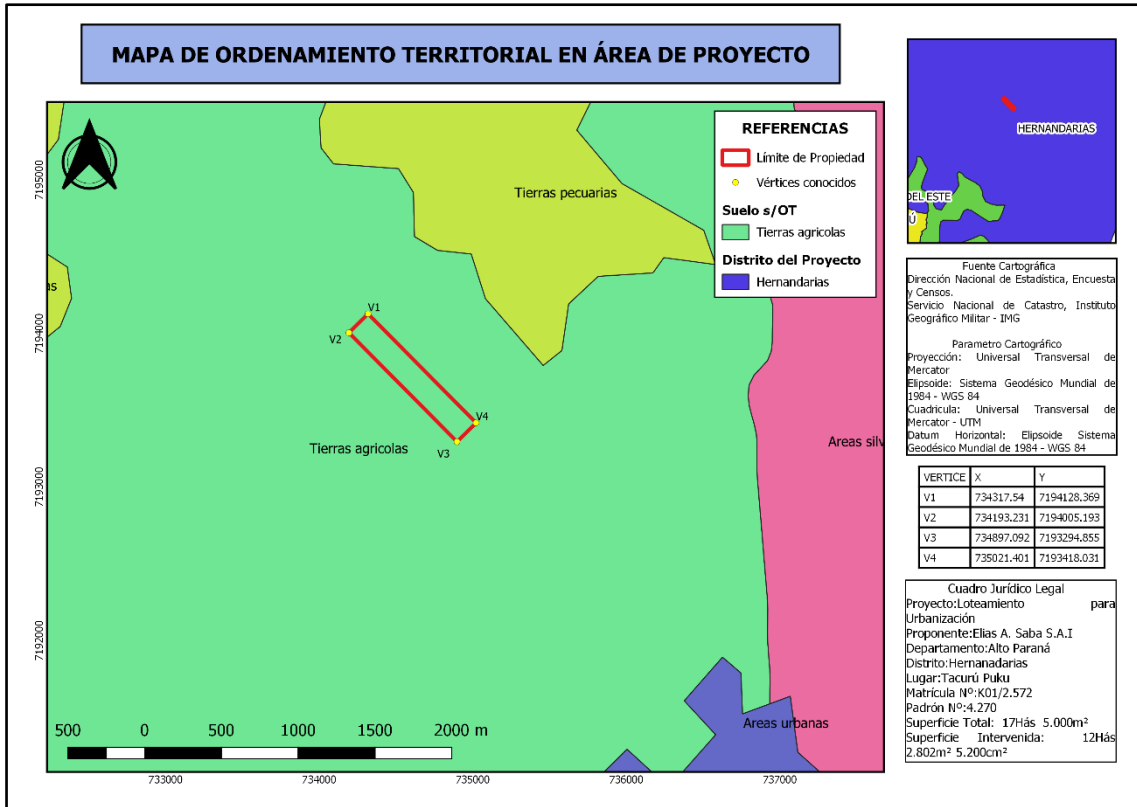 MAPA DE ORDENAMIENTO TERRITORIAL EN ÁREA DE PROYECTO
7195000
7194000
7193000
7192000
Tierras pecuarias
ns
V1
V2
V4
V3
Tierras agricolas
Areas silv
Areas urbanas
500 0 500 1000 1500 2000 m
733000 734000 735000 736000 737000
REFERENCIAS
Límite de Propiedad
Vértices conocidos
Suelo s/OT
Tierras agricolas
Distrito del Proyecto
Hernandarias
HERNANDARIAS
DEL ESTE
Ú
Fuente Cartográfica
Dirección Nacional de Estadística, Encuesta
y Censos.
Servicio Nacional de Catastro, Instituto
Geográfico Militar - IMG
Parametro Cartográfico
Proyección: Universal Transversal de
Mercator
Elipsoide: Sistema Geodésico Mundial de
1984 - WGS 84
Cuadricula: Universal Transversal de
Mercator - UTM
Datum Horizontal: Elipsoide Sistema
Geodésico Mundial de 1984 - WGS 84
VERTICE X Y
V1 734317.54 7194128.369
V2 734193.231 7194005.193
V3 734897.092 7193294.855
V4 735021.401 7193418.031
Cuadro Jurídico Legal
Proyecto:Loteamiento para
Urbanización
Proponente:Elias A. Saba S.A.I
Departamento:Alto Paraná
Distrito:Hernanadarias
Lugar:Tacurú Puku
Matrícula Nº:K01/2.572
Padrón Nº:4.270
Superficie Total: 17Hás 5.000m²
Superficie Intervenida: 12Hás
2.802m² 5.200cm²